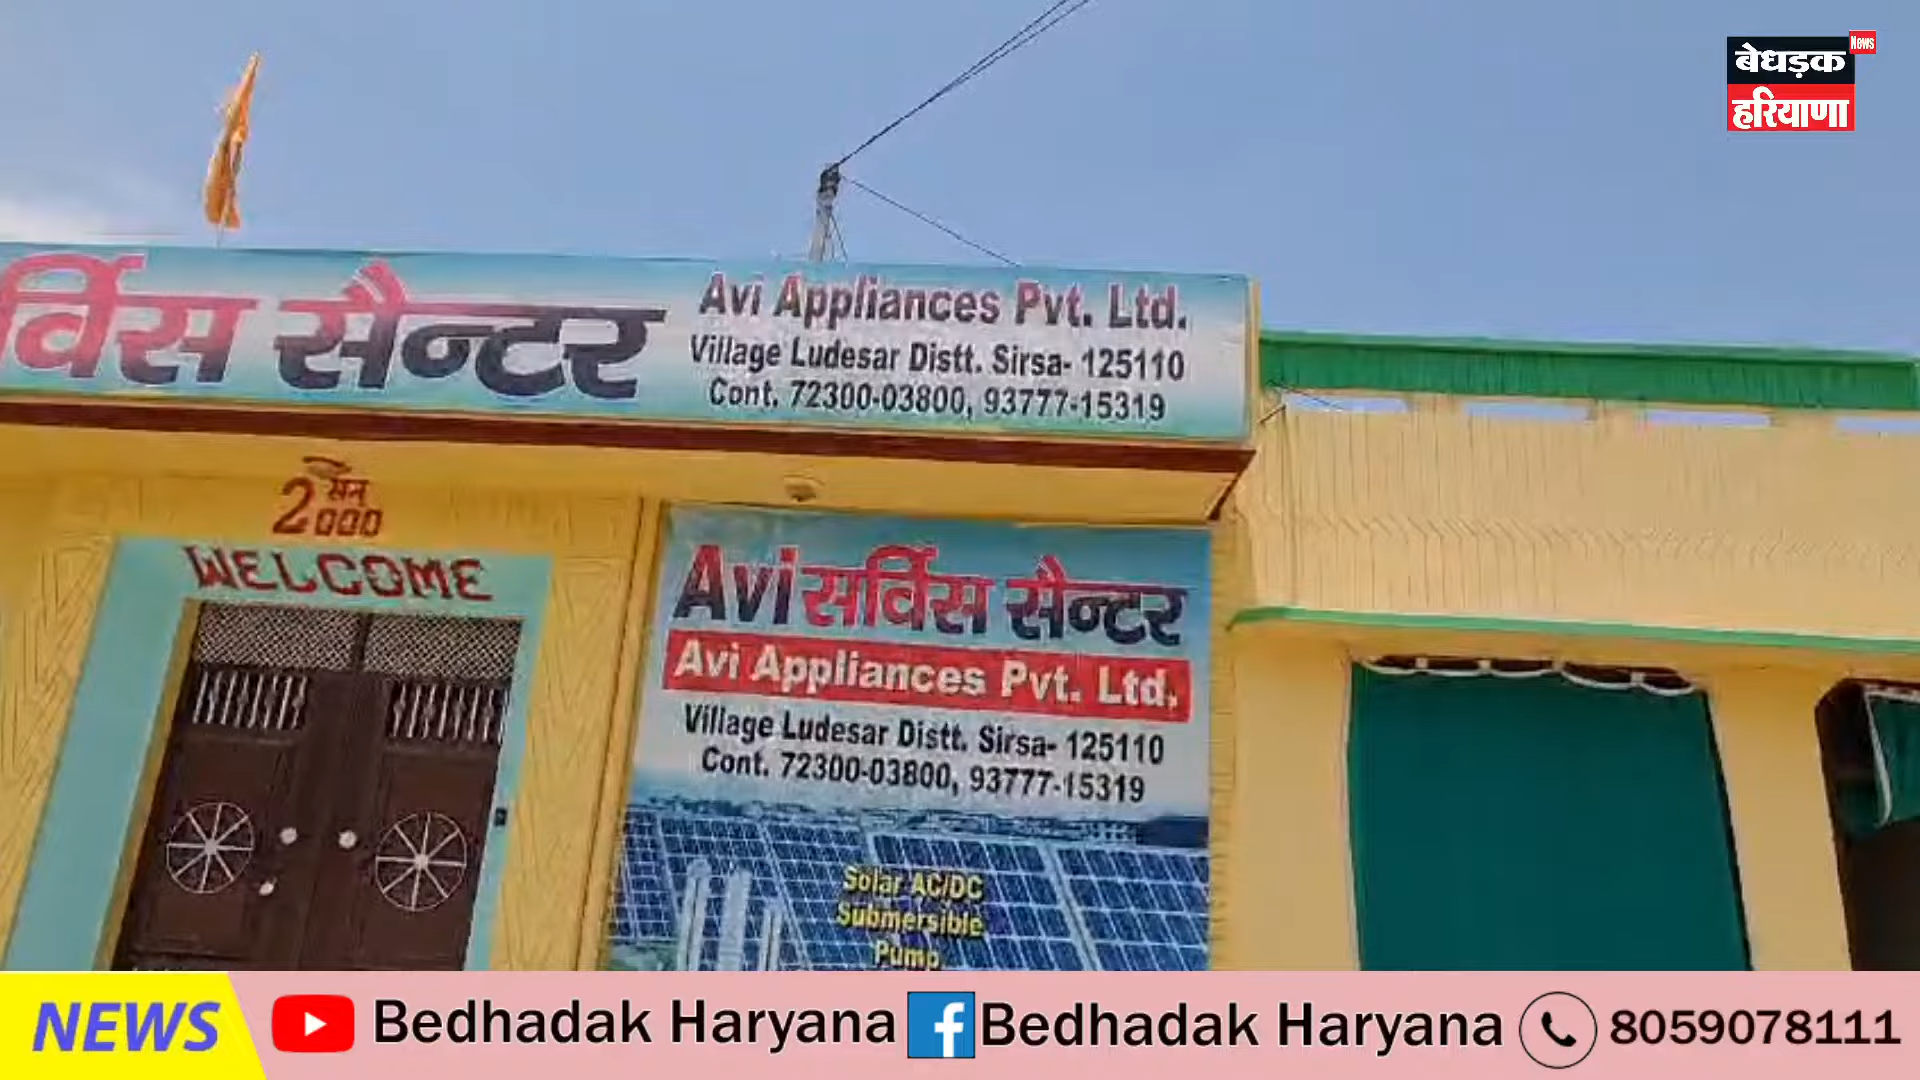 News
बेधड़क
हरियाणा
र्विस सैन्टर
Avi Appliances Pvt. Ltd.
Village Ludesar Distt. Sirsa- 125110
Cont. 72300-03800, 93777-15319
सन
2000
WELCOME
Avi सर्विस सैन्टर
Avi Appliances Pvt. Ltd.
Village Ludesar Distt. Sirsa- 125110
Cont. 72300-03800, 93777-15319
Solar AC/DC
Submersible
Pump
NEWS Bedhadak Haryana Bedhadak Haryana 8059078111